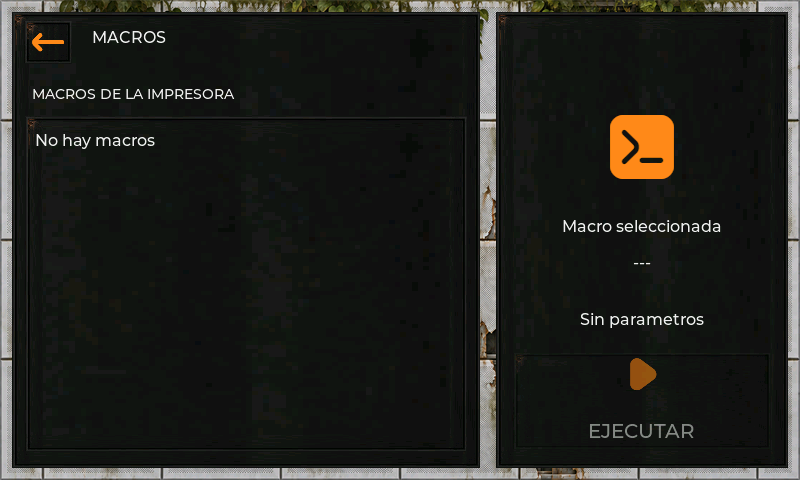 MACROS
MACROS DE LA IMPRESORA
No hay macros
Macro seleccionada
---
Sin parametros
EJECUTAR